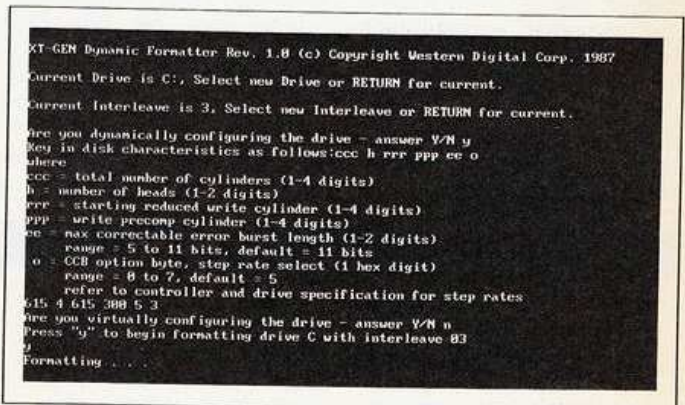 XT-GEN Dynamic Formatter Rev. 1.0 (c) Copyright Western Digital Corp. 1987
Current Drive is C:, Select new Drive or RETURN for current.
Current Interleave is 3, Select new Interleave or RETURN for current.
Are you dynamically configuring the drive - answer Y/N y
Key in disk characteristics as follows:ccc h rrr ppp ee o
where
ccc = total number of cylinders (1-4 digits)
h = number of heads (1-2 digits)
rrr = starting reduced write cylinder (1-4 digits)
ppp = write precomp cylinder (1-4 digits)
ee = max correctable error burst length (1-2 digits)
range = 5 to 11 bits, default = 11 bits
o = CCB option byte, step rate select (1 hex digit)
range = 0 to 7, default = 5
refer to controller and drive specification for step rates
615 4 615 300 5 3
Are you virtually configuring the drive - answer Y/N n
Press "y" to begin formatting drive C with interleave 03
y
Formatting . . .